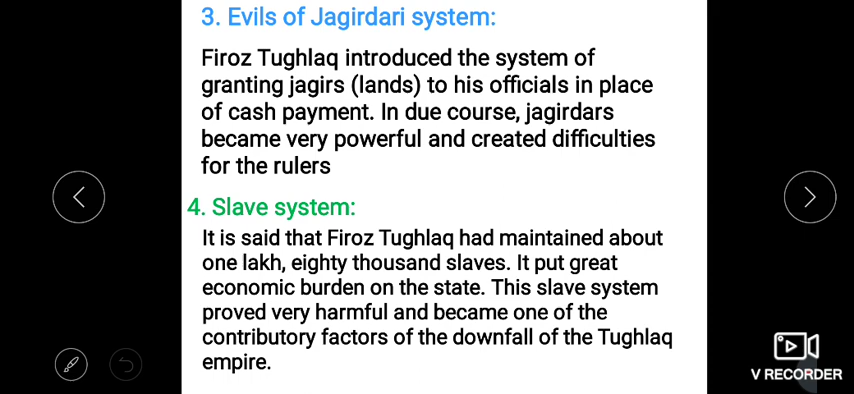 3. Evils of Jagirdari system:
Firoz Tughlaq introduced the system of
granting jagirs (lands) to his officials in place
of cash payment. In due course, jagirdars
became very powerful and created difficulties
for the rulers
4. Slave system:
It is said that Firoz Tughlaq had maintained about
one lakh, eighty thousand slaves. It put great
economic burden on the state. This slave system
proved very harmful and became one of the
contributory factors of the downfall of the Tughlaq
empire.
V RECORDER